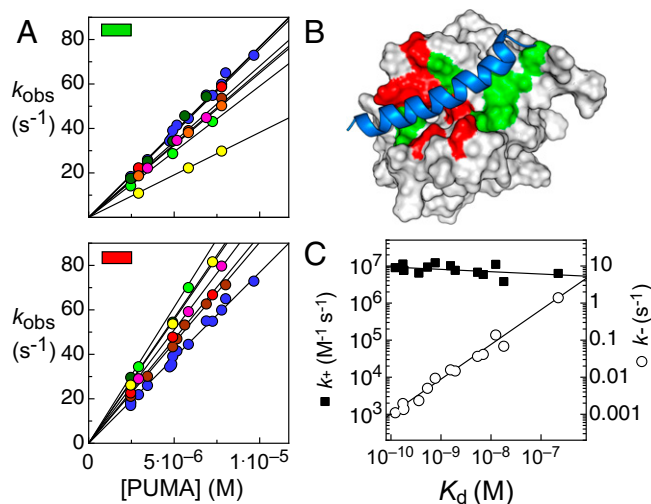 A
80
60
k_obs
(s⁻¹)
40
20
80
60
k_obs
(s⁻¹)
40
20
0
0 5·10⁻⁶ 1·10⁻⁵
[PUMA] (M)
B
C
10⁷
10⁶
10⁵
10⁴
10³
■ k+ (M⁻¹ s⁻¹)
10
1
0.1
0.01
0.001
○ k- (s⁻¹)
10⁻¹⁰ 10⁻⁹ 10⁻⁸ 10⁻⁷
K_d (M)